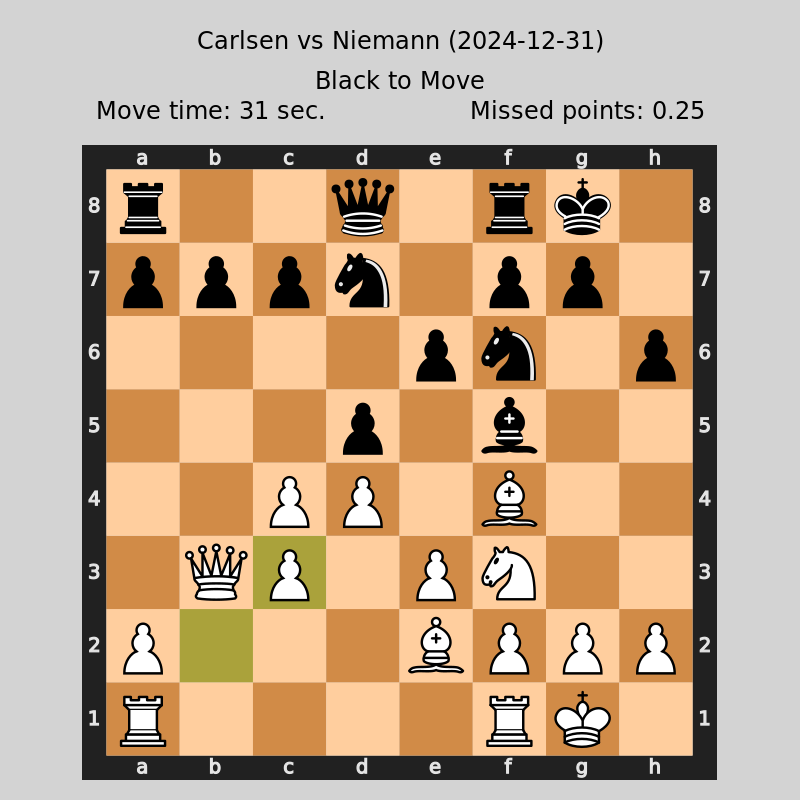 Carlsen vs Niemann (2024-12-31)
Black to Move
Move time: 31 sec. Missed points: 0.25
a b c d e f g h
8 8
7 7
6 6
5 5
4 4
3 3
2 2
1 1
a b c d e f g h